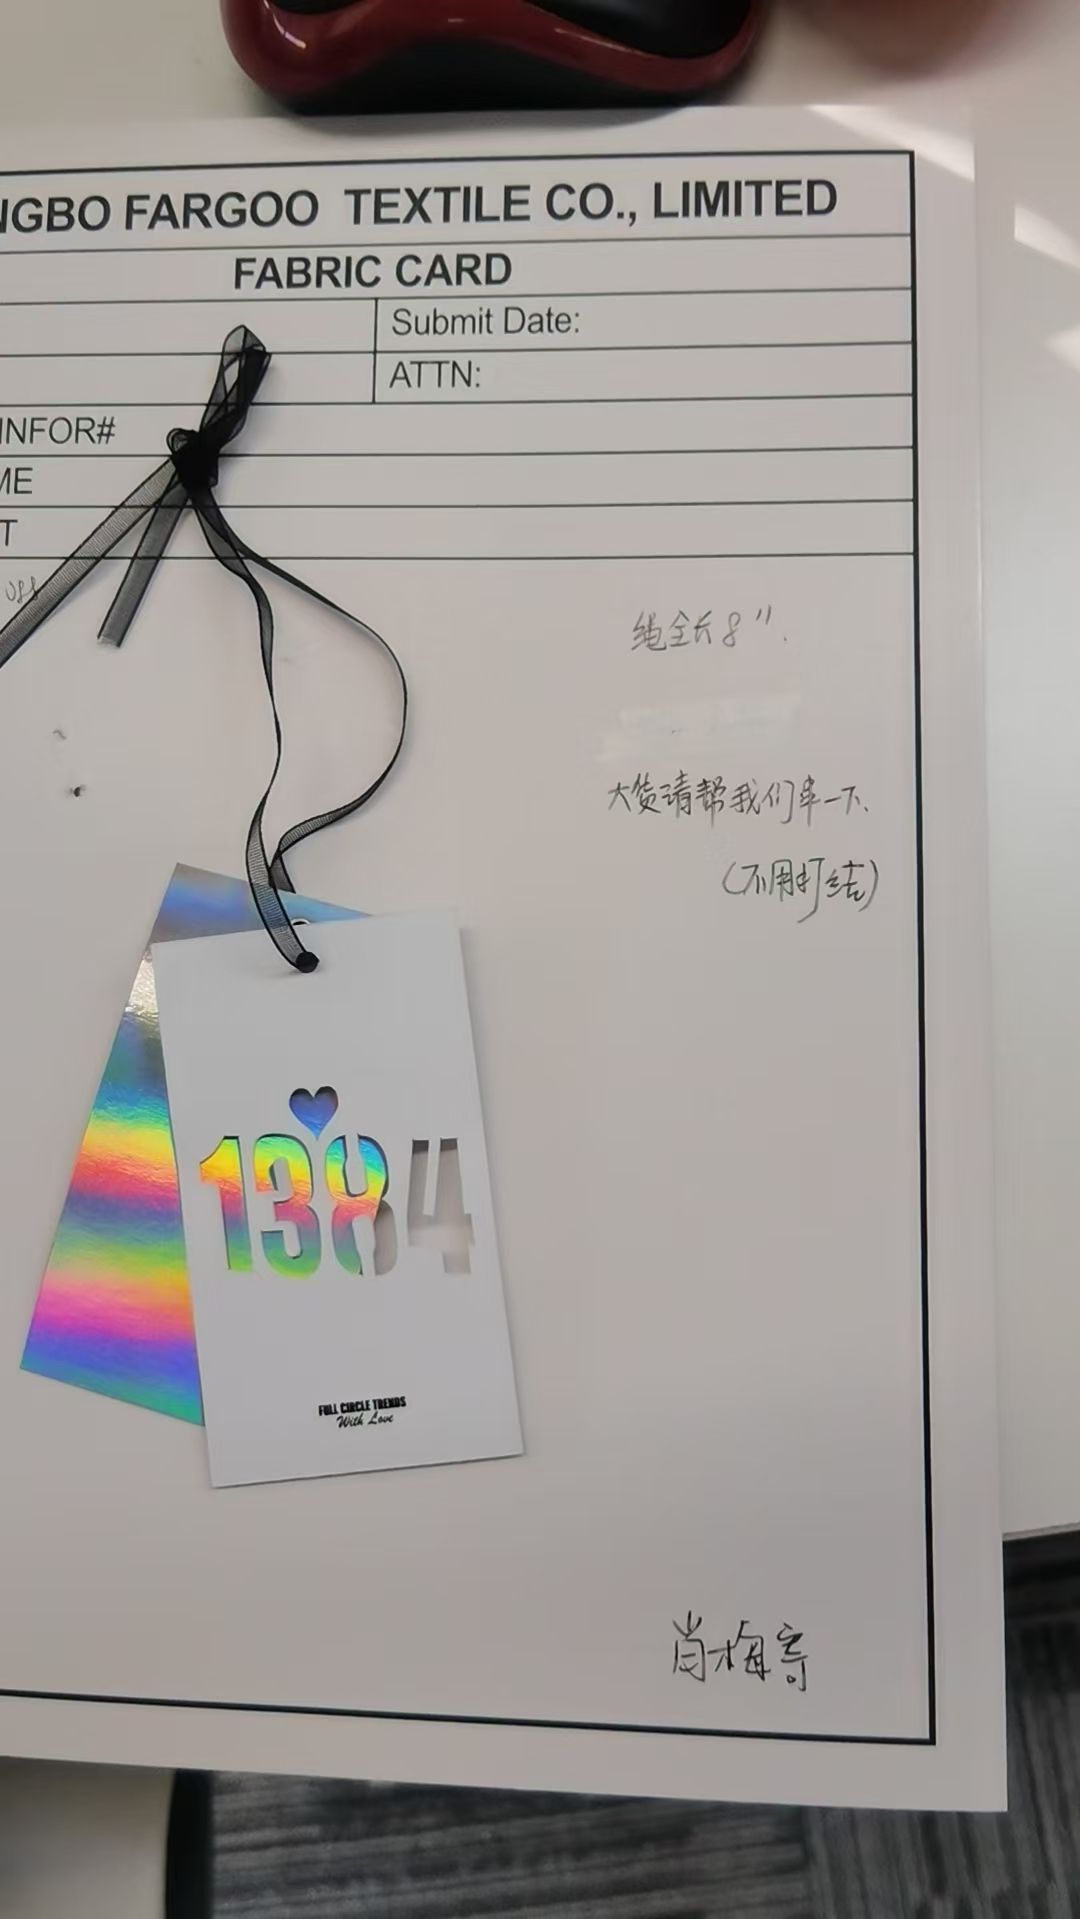 NGBO FARGOO TEXTILE CO., LIMITED
FABRIC CARD
Submit Date:
ATTN:
INFOR#
ME
T
绳全长8".
大货请帮我们串一下.
(不用打结)
1384
FULL CIRCLE TRENDS
With Love
肖梅寄